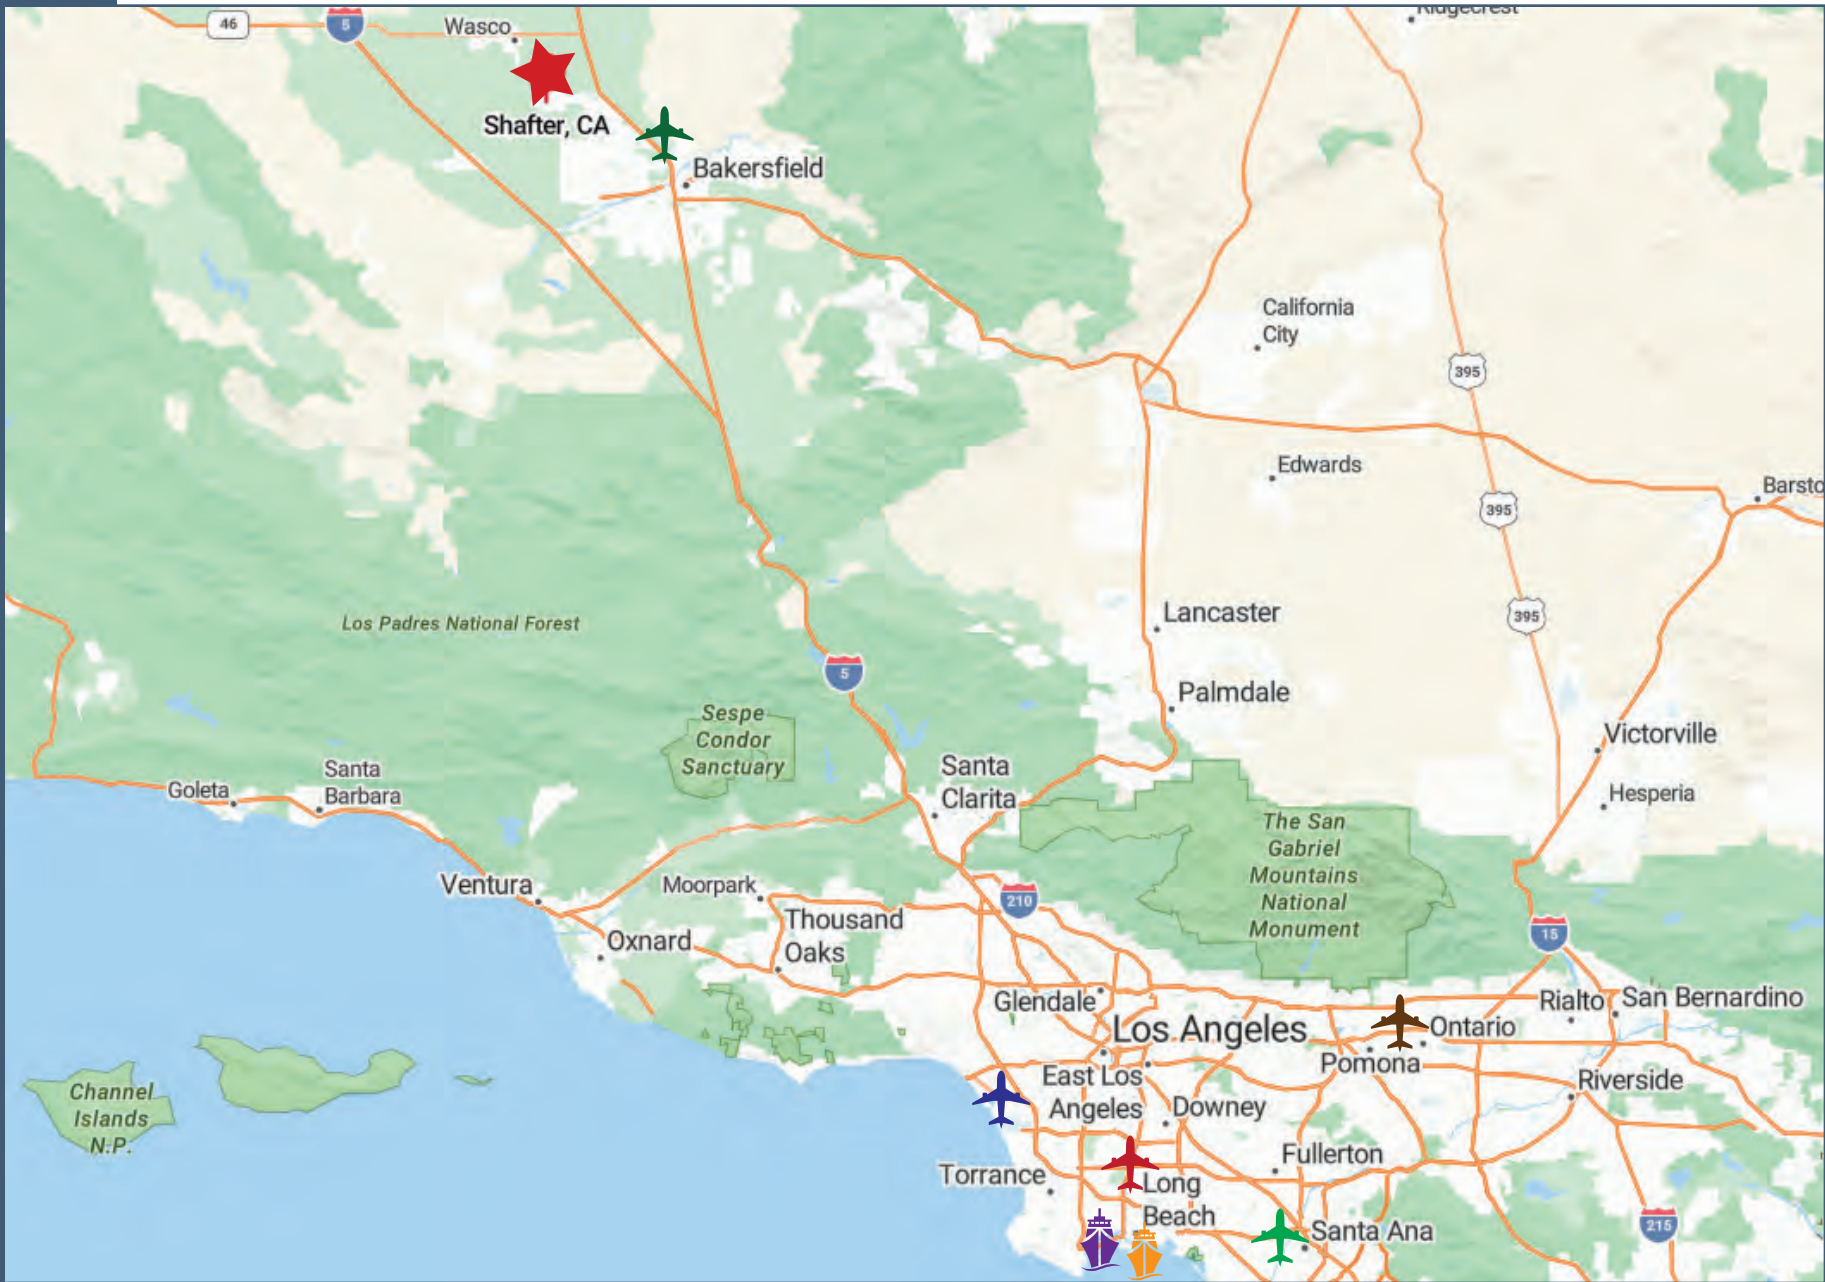 Ridgecrest
46
5
Wasco
Shafter, CA
Bakersfield
California
City
395
Edwards
395
Barsto
Lancaster
395
Los Padres National Forest
5
Palmdale
Sespe
Condor
Sanctuary
Victorville
Santa
Clarita
Santa
Barbara
Goleta
Hesperia
The San
Gabriel
Mountains
National
Monument
Ventura
Moorpark
210
Thousand
Oaks
15
Oxnard
Glendale
Rialto
San Bernardino
Los Angeles
Ontario
Pomona
East Los
Angeles
Riverside
Channel
Islands
N.P.
Downey
Fullerton
Torrance
Long
Beach
Santa Ana
215